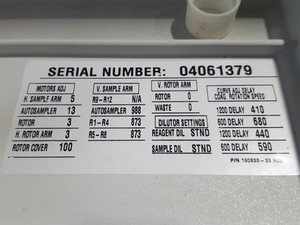 SERIAL NUMBER: 04061379
MOTORS ADJ
H. SAMPLE ARM 5
AUTOSAMPLER 13
ROTOR 3
H. ROTOR ARM 3
ROTOR COVER 100
V. SAMPLE ARM
R9-R12 N/A
AUTOSAMPLER 988
R1-R4 873
R5-R8 873
V. ROTOR ARM
ROTOR 0
WASTE 0
DILUTOR SETTINGS
REAGENT DIL STND
SAMPLE DIL STND
CURVE ADJ DELAY
COAG. ROTATION SPEED
1200 DELAY 410
600 DELAY 680
1200 DELAY 440
600 DELAY 590